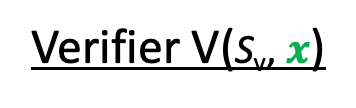 Verifier V(Sᵥ, x)